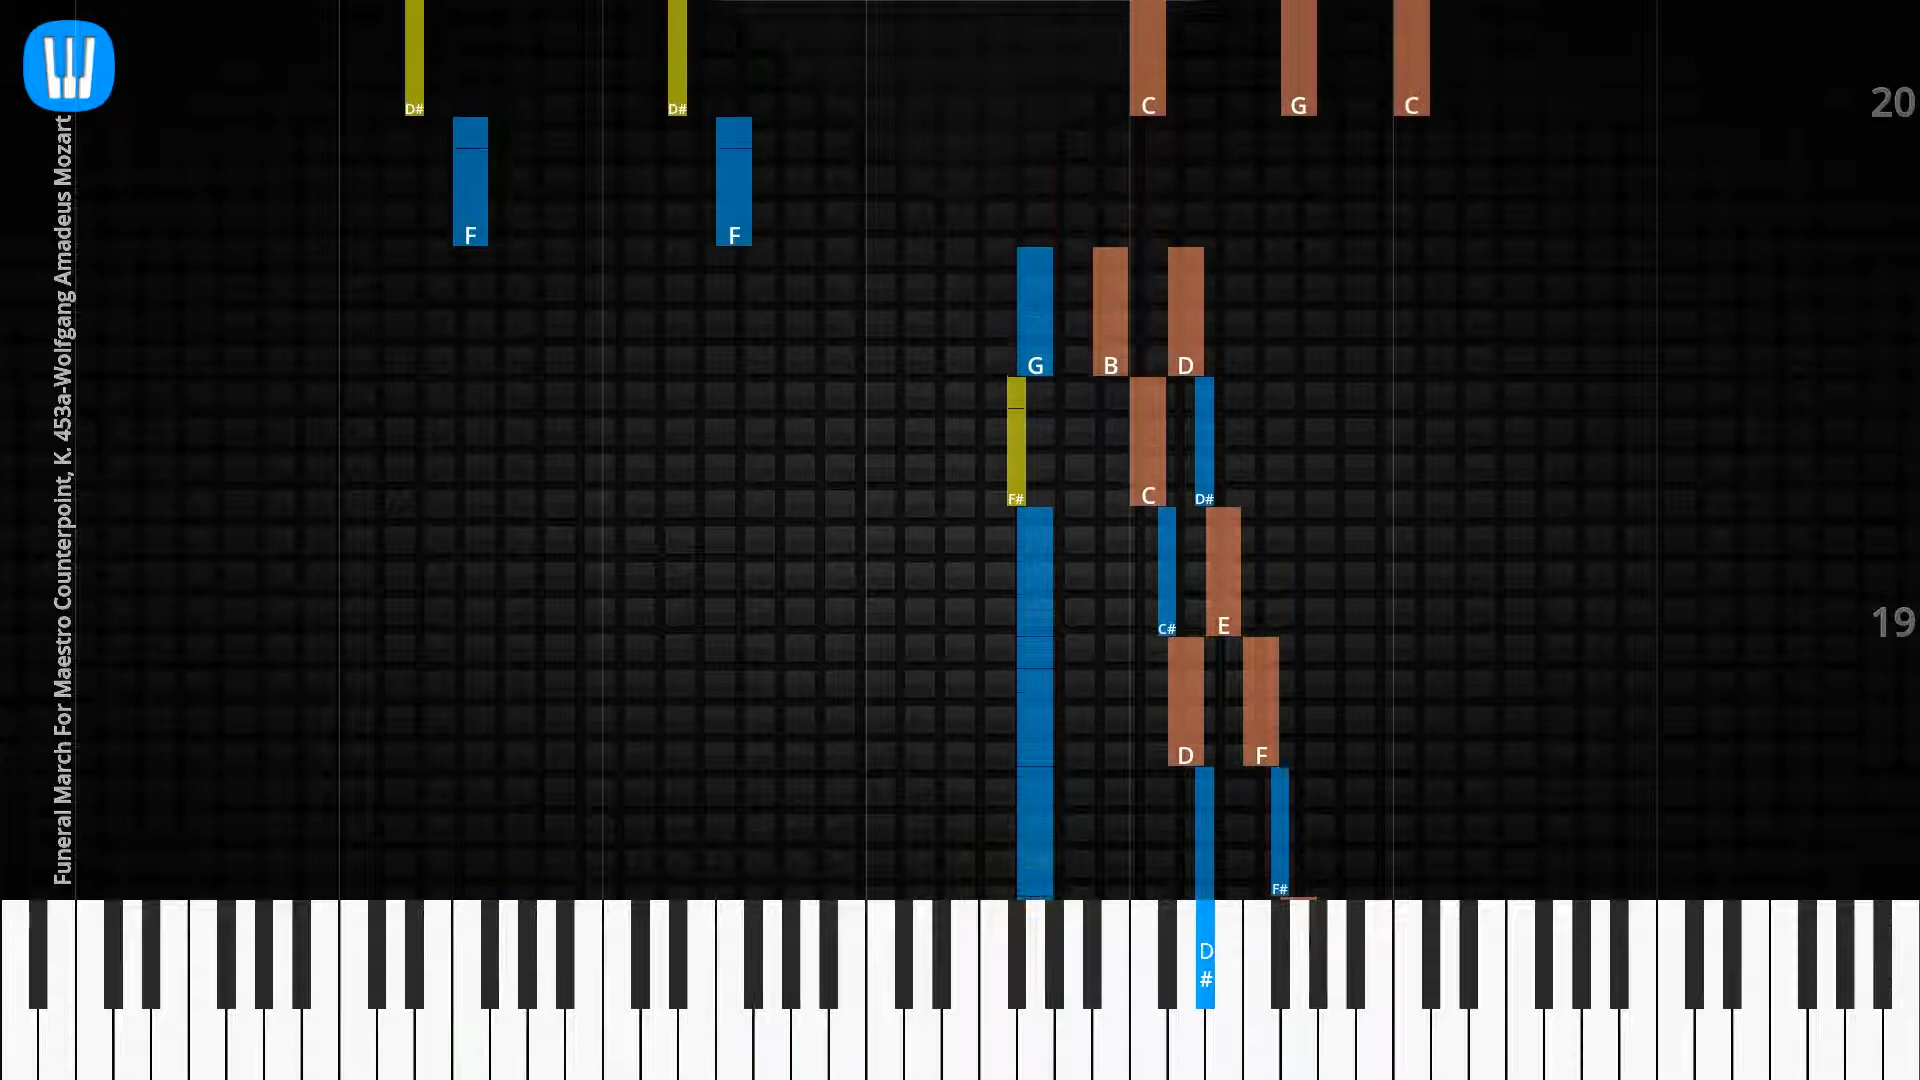 D# D# C G C 20
F F
G B D
F# C D#
C# E 19
D F
F#
D
#
Funeral March For Maestro Counterpoint, K. 453a-Wolfgang Amadeus Mozart